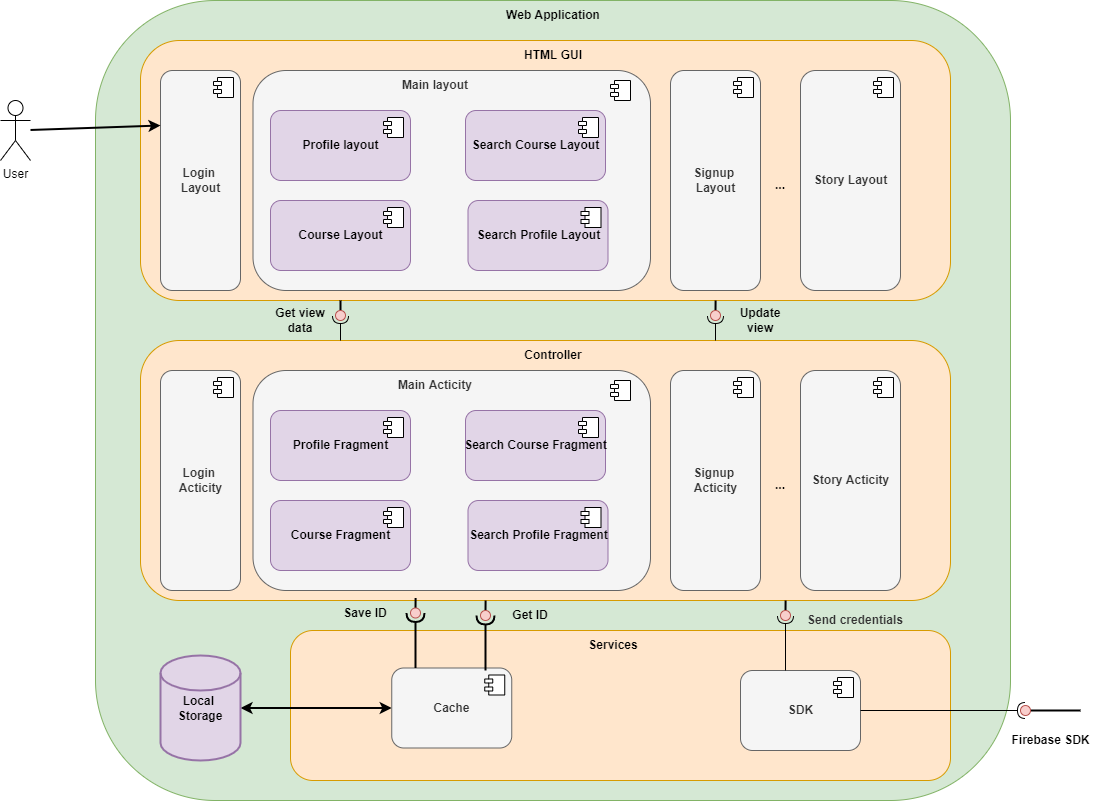 Web Application
HTML GUI
Main layout
Profile layout
Search Course Layout
Login
Layout
Signup
Layout
...
Story Layout
User
Course Layout
Search Profile Layout
Get view
data
Update
view
Controller
Main Acticity
Profile Fragment
Search Course Fragment
Login
Acticity
Signup
Acticity
...
Story Acticity
Course Fragment
Search Profile Fragment
Save ID
Get ID
Send credentials
Services
Local
Storage
Cache
SDK
Firebase SDK